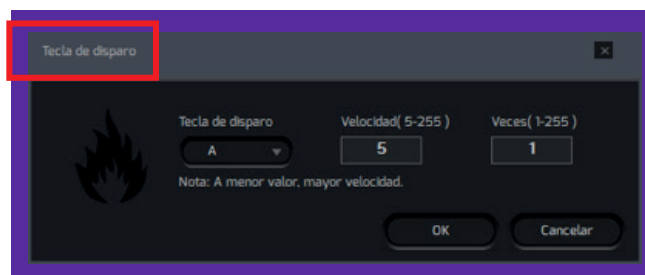 Tecla de disparo
Tecla de disparo Velocidad( 5-255 ) Veces( 1-255 )
A 5 1
Nota: A menor valor, mayor velocidad.
OK Cancelar